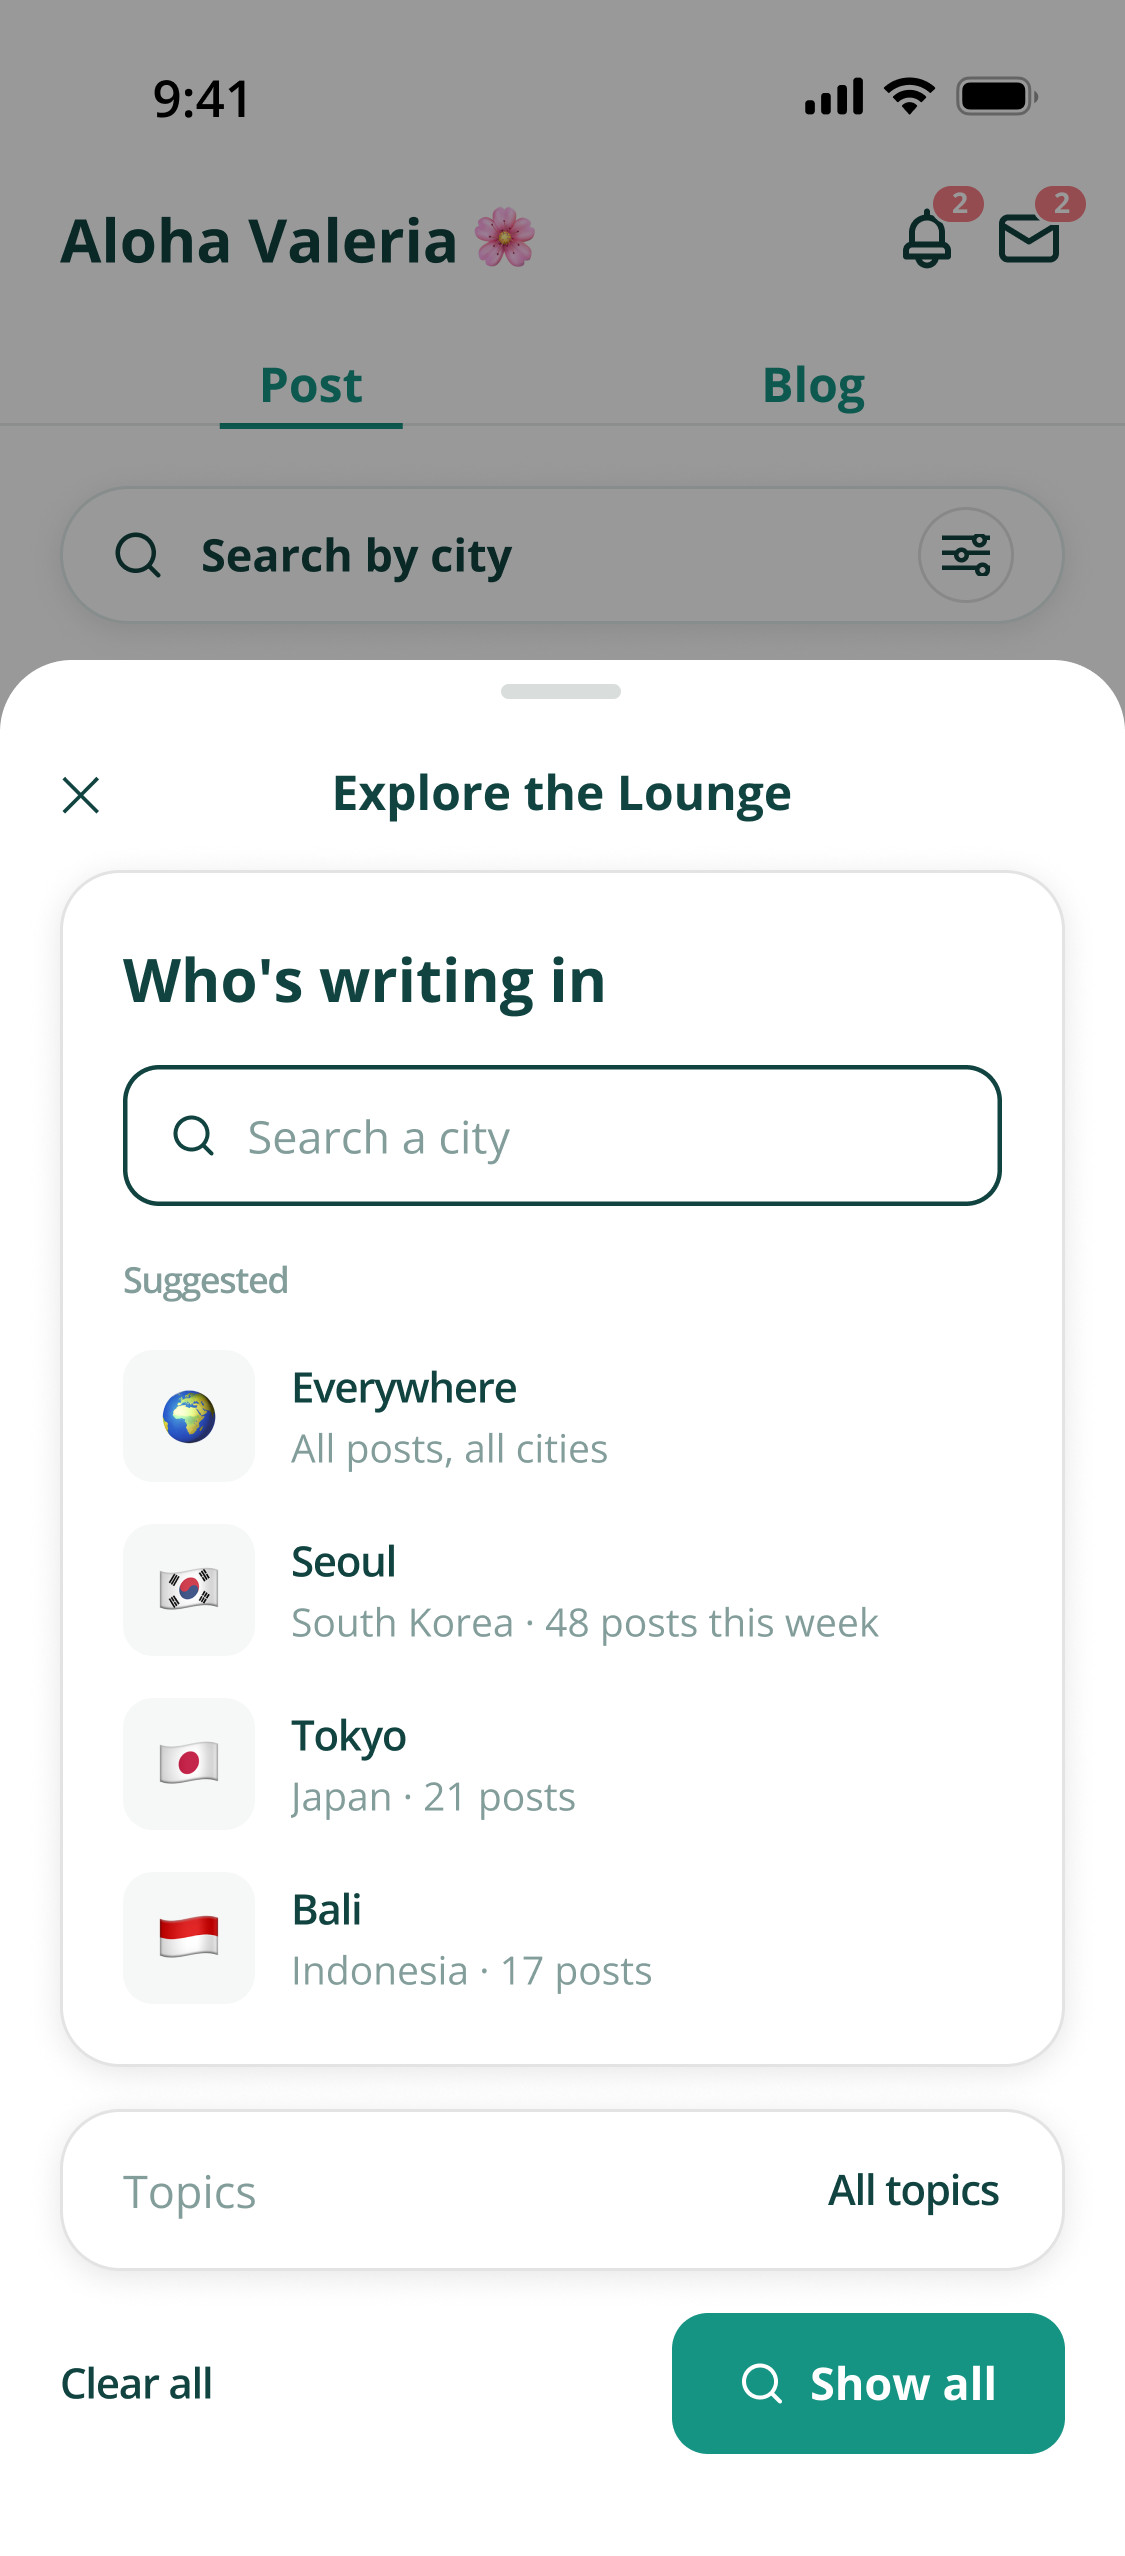 9:41
Aloha Valeria 🌸
2
2
Post
Blog
Search by city
Explore the Lounge
Who's writing in
Search a city
Suggested
Everywhere
All posts, all cities
Seoul
South Korea · 48 posts this week
Tokyo
Japan · 21 posts
Bali
Indonesia · 17 posts
Topics
All topics
Clear all
Show all